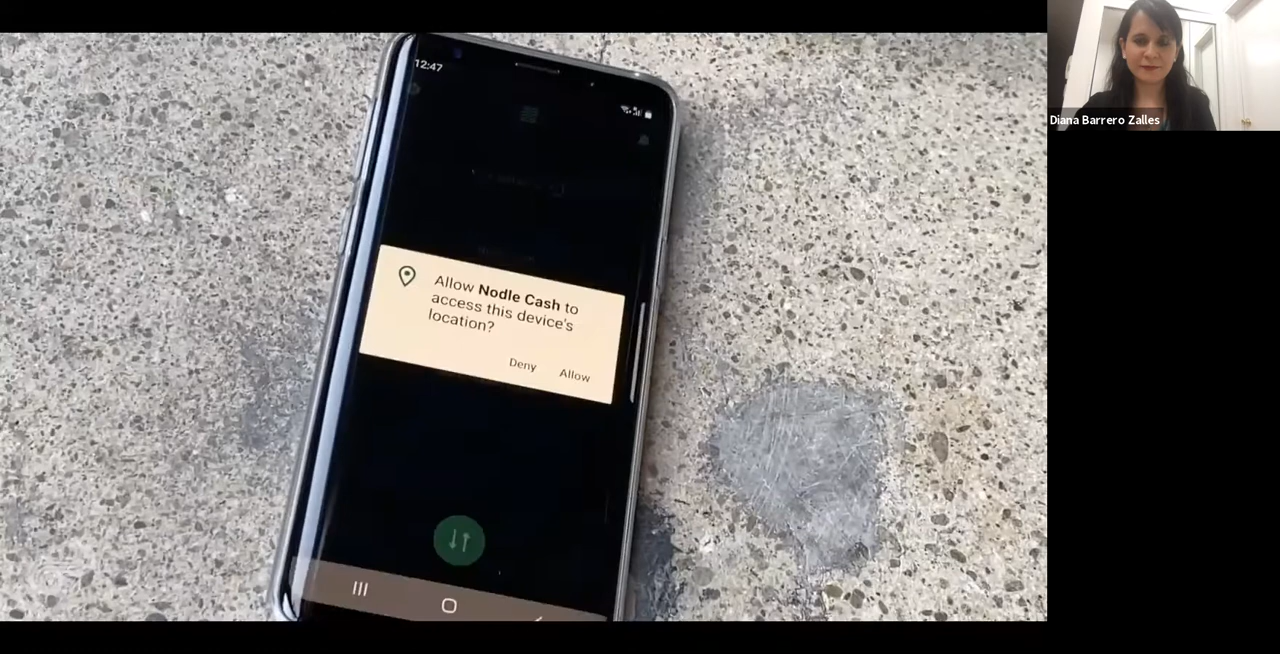 12:47
Allow Nodle Cash to
access this device's
location?
Deny Allow
Diana Barrero Zalles